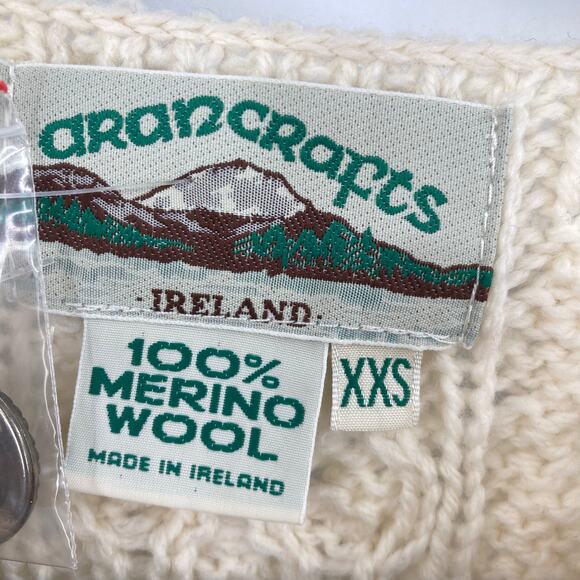 aranCrafts
· IRELAND ·
100%
MERINO
WOOL
MADE IN IRELAND
XXS